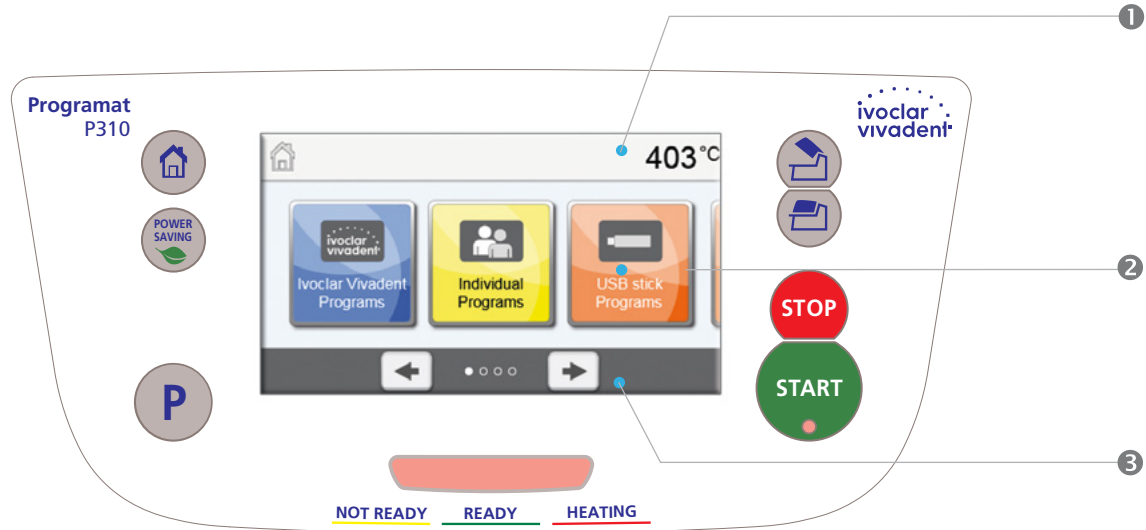 1
Programat
P310
ivoclar
vivadent
403 °C
POWER
SAVING
2
ivoclar
vivadent
Ivoclar Vivadent
Programs
Individual
Programs
USB stick
Programs
STOP
P
START
3
NOT READY READY HEATING